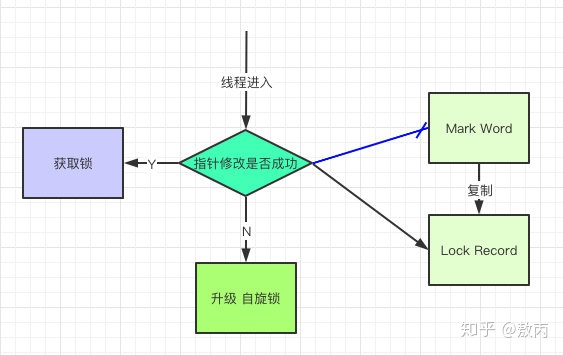 线程进入
Mark Word
获取锁
Y
指针修改是否成功
复制
N
Lock Record
升级 自旋锁
知乎 @敖丙